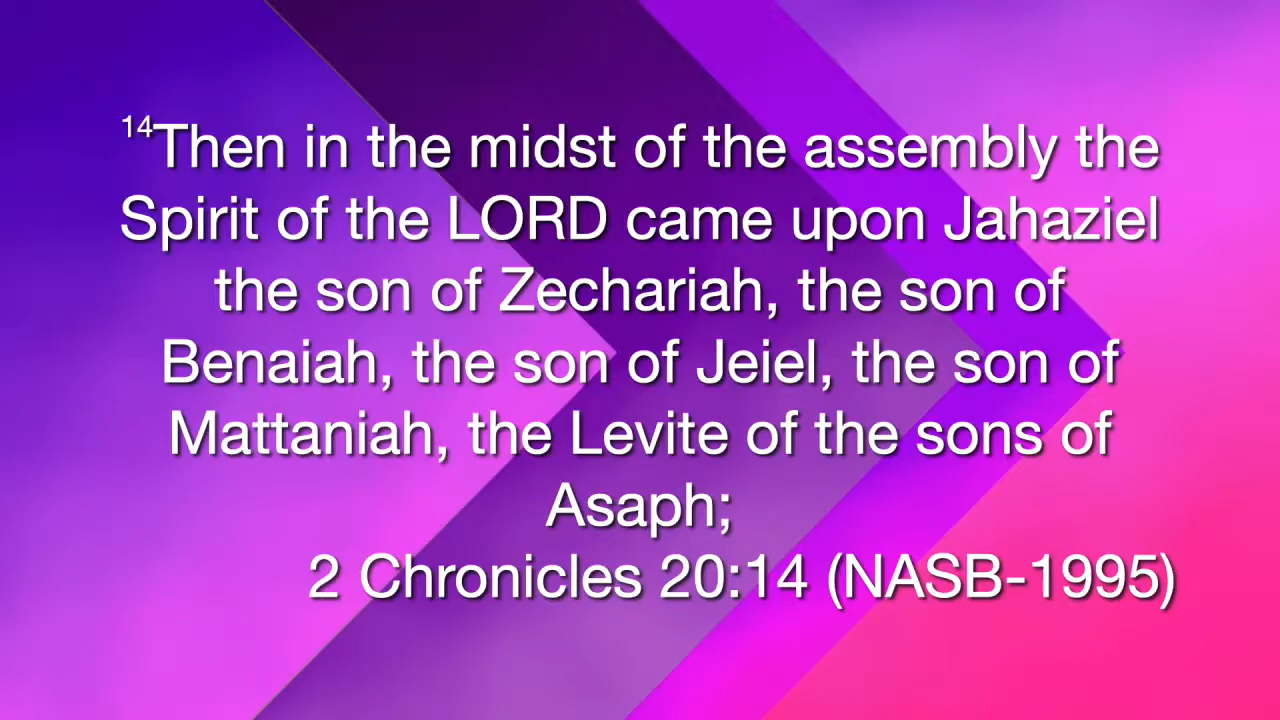 14Then in the midst of the assembly the
Spirit of the LORD came upon Jahaziel
the son of Zechariah, the son of
Benaiah, the son of Jeiel, the son of
Mattaniah, the Levite of the sons of
Asaph;
2 Chronicles 20:14 (NASB-1995)